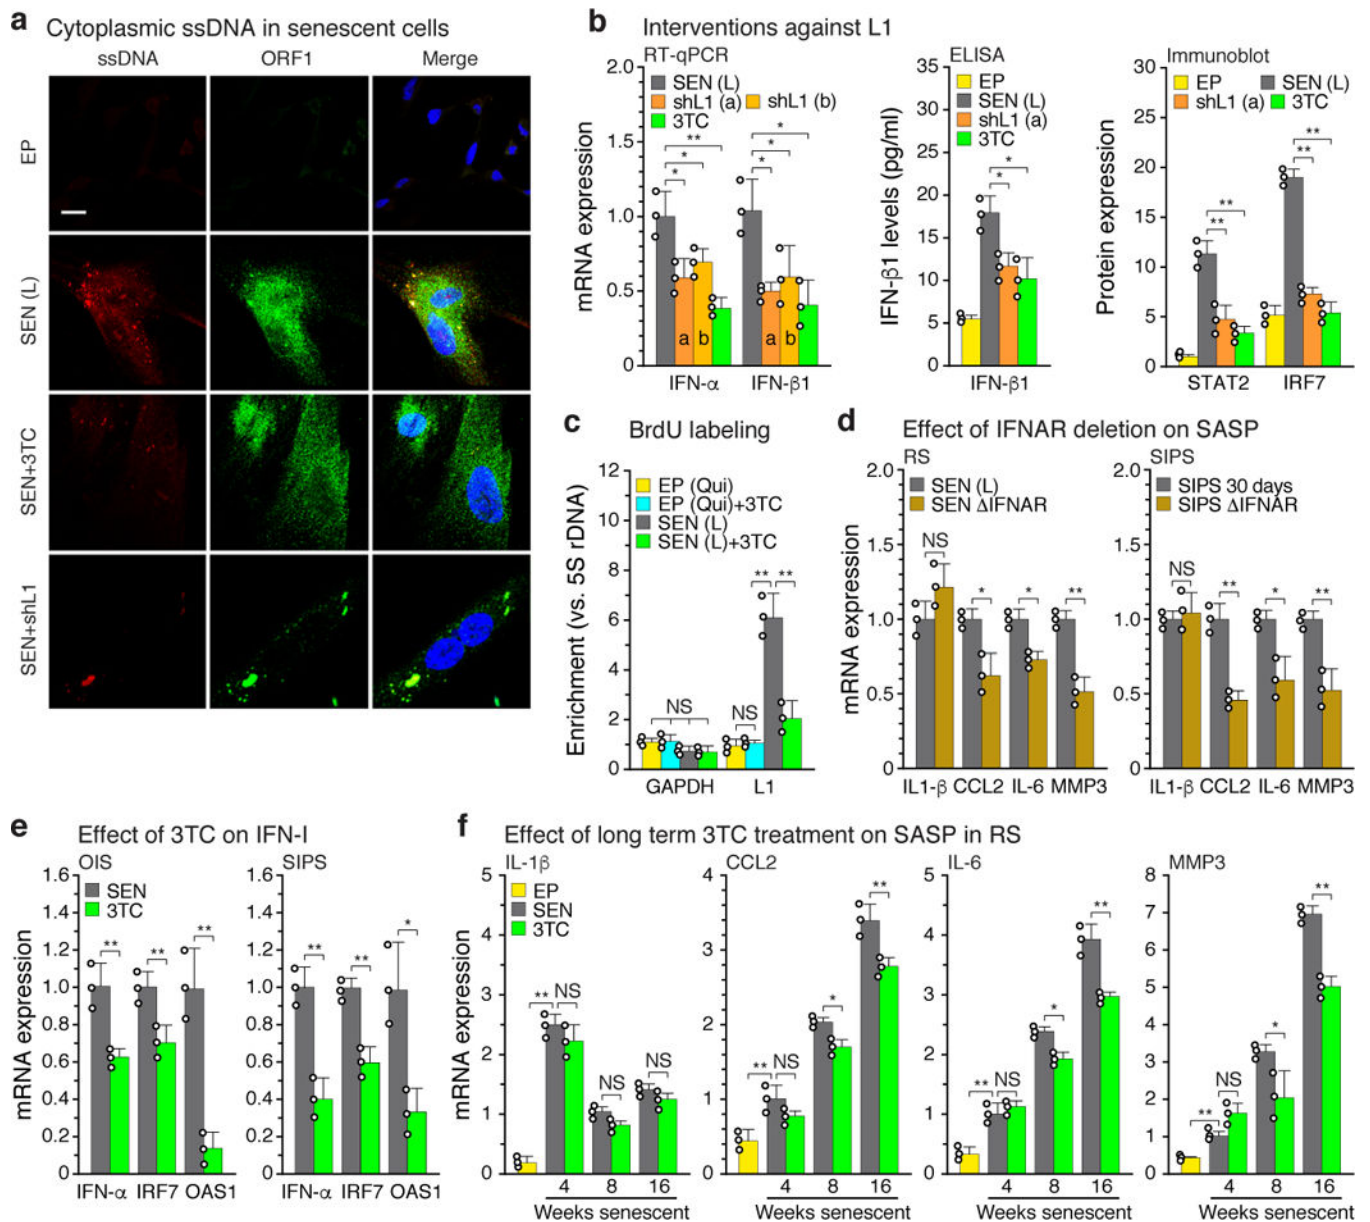 a Cytoplasmic ssDNA in senescent cells
ssDNA ORF1 Merge
EP
SEN (L)
SEN+3TC
SEN+shL1
b Interventions against L1
RT-qPCR
SEN (L)
shL1 (a) shL1 (b)
3TC
mRNA expression
2.0
1.5
1.0
0.5
0
** * *
* * *
a b a b
IFN-α IFN-β1
ELISA
EP
SEN (L)
shL1 (a)
3TC
IFN-β1 levels (pg/ml)
35
30
25
20
15
10
5
0
*
*
IFN-β1
Immunoblot
EP SEN (L)
shL1 (a) 3TC
Protein expression
30
25
20
15
10
5
0
** **
** **
STAT2 IRF7
c BrdU labeling
EP (Qui)
EP (Qui)+3TC
SEN (L)
SEN (L)+3TC
Enrichment (vs. 5S rDNA)
12
10
8
6
4
2
0
NS NS ** **
GAPDH L1
d Effect of IFNAR deletion on SASP
RS
SEN (L)
SEN ΔIFNAR
mRNA expression
2.0
1.5
1.0
0.5
0
NS * * **
IL1-β CCL2 IL-6 MMP3
SIPS
SIPS 30 days
SIPS ΔIFNAR
2.0
1.5
1.0
0.5
0
NS ** * **
IL1-β CCL2 IL-6 MMP3
e Effect of 3TC on IFN-I
OIS
SEN
3TC
mRNA expression
1.6
1.4
1.2
1.0
0.8
0.6
0.4
0.2
0
** ** **
IFN-α IRF7 OAS1
SIPS
1.6
1.4
1.2
1.0
0.8
0.6
0.4
0.2
0
** ** *
IFN-α IRF7 OAS1
f Effect of long term 3TC treatment on SASP in RS
IL-1β
EP
SEN
3TC
mRNA expression
5
4
3
2
1
0
** NS NS NS
4 8 16
Weeks senescent
CCL2
4
3
2
1
0
** NS * **
4 8 16
Weeks senescent
IL-6
5
4
3
2
1
0
** NS * **
4 8 16
Weeks senescent
MMP3
8
7
6
5
4
3
2
1
0
** NS * **
4 8 16
Weeks senescent